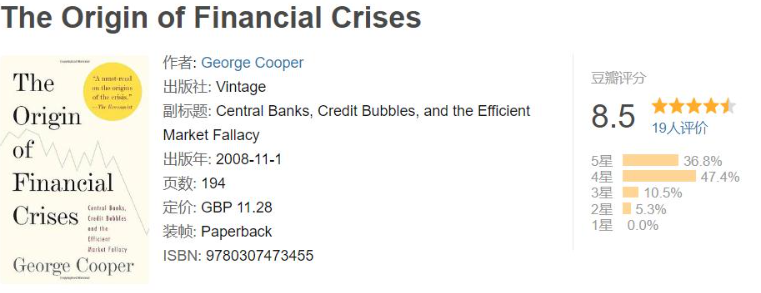 The Origin of Financial Crises
The
Origin
of
Financial
Crises
"A must-read
on the origins
of the crisis."
—The Economist
Central Banks,
Credit Bubbles
and the
Efficient
Market Fallacy
George Cooper
作者: George Cooper
出版社: Vintage
副标题: Central Banks, Credit Bubbles, and the Efficient
Market Fallacy
出版年: 2008-11-1
页数: 194
定价: GBP 11.28
装帧: Paperback
ISBN: 9780307473455
豆瓣评分
8.5
19人评价
5星 36.8%
4星 47.4%
3星 10.5%
2星 5.3%
1星 0.0%